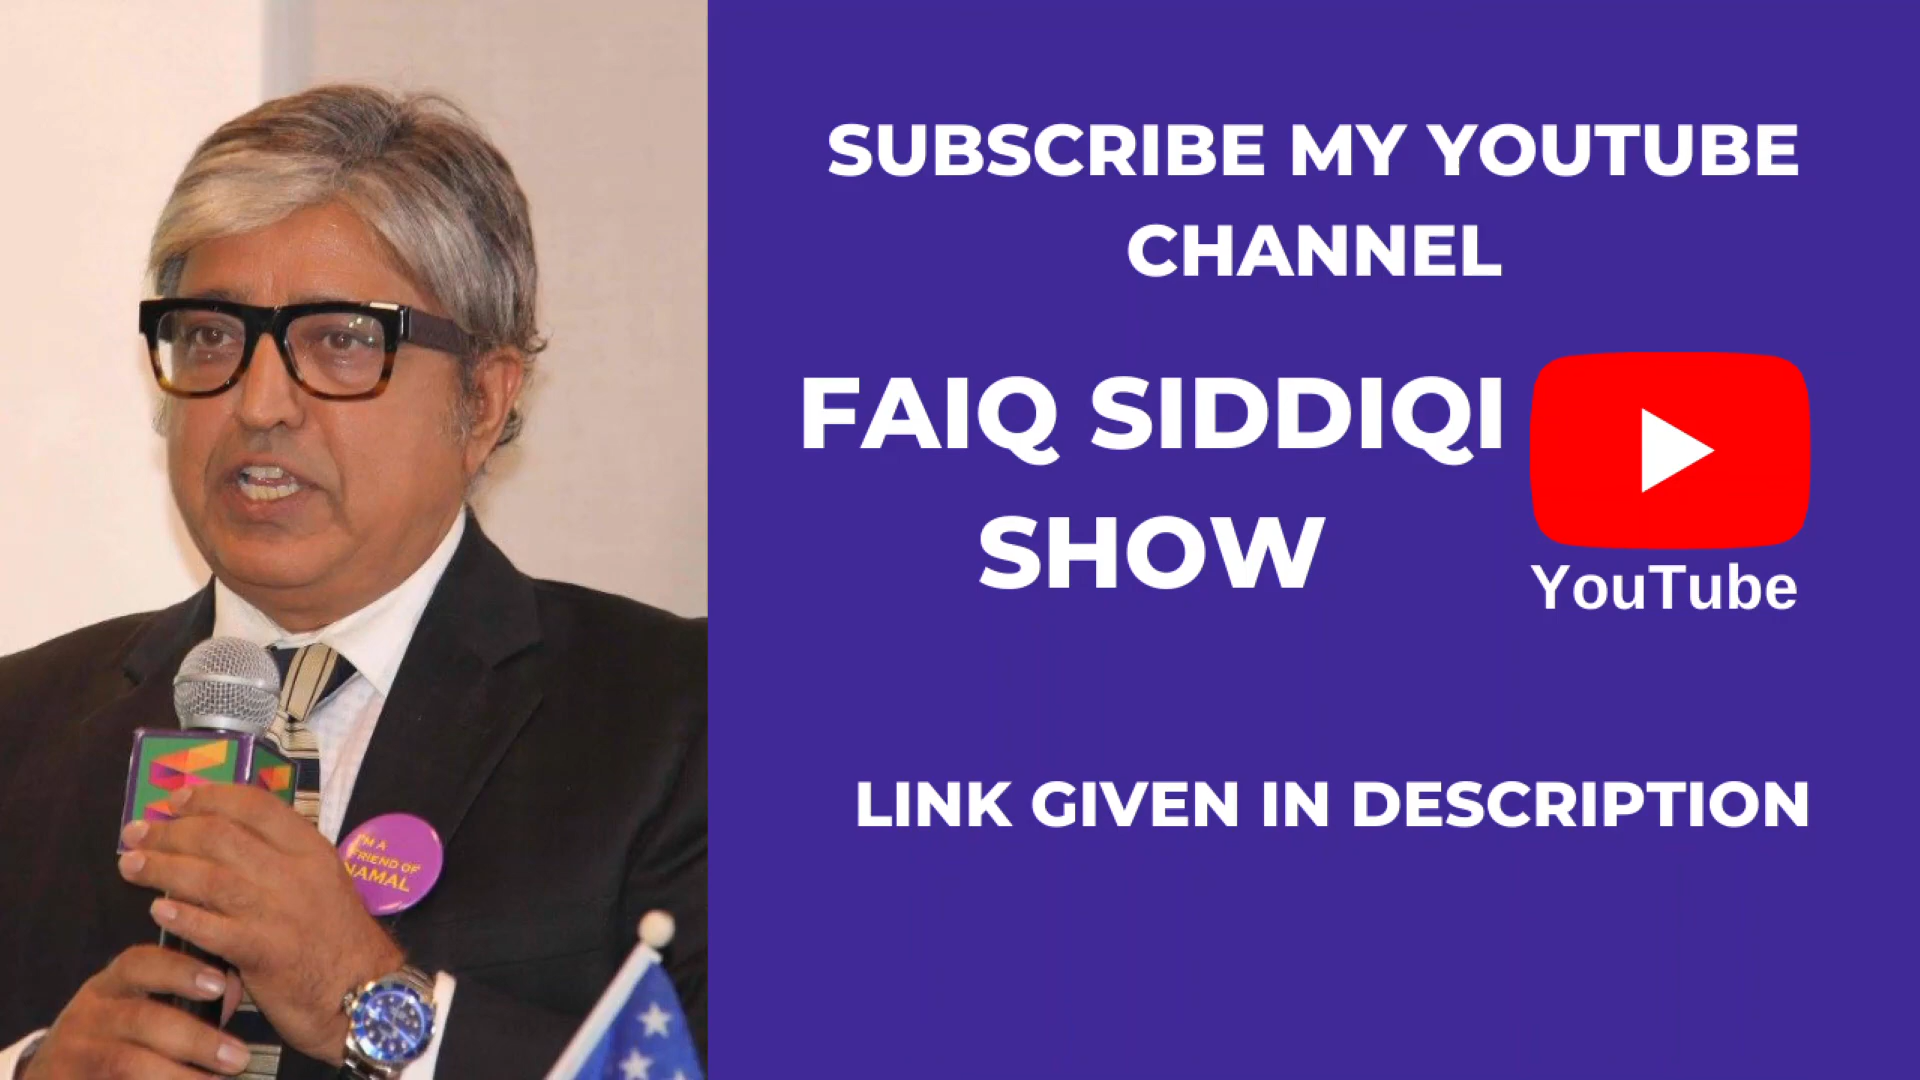 SUBSCRIBE MY YOUTUBE
CHANNEL
FAIQ SIDDIQI
SHOW
YouTube
LINK GIVEN IN DESCRIPTION
I'M A
FRIEND OF
NAMAL